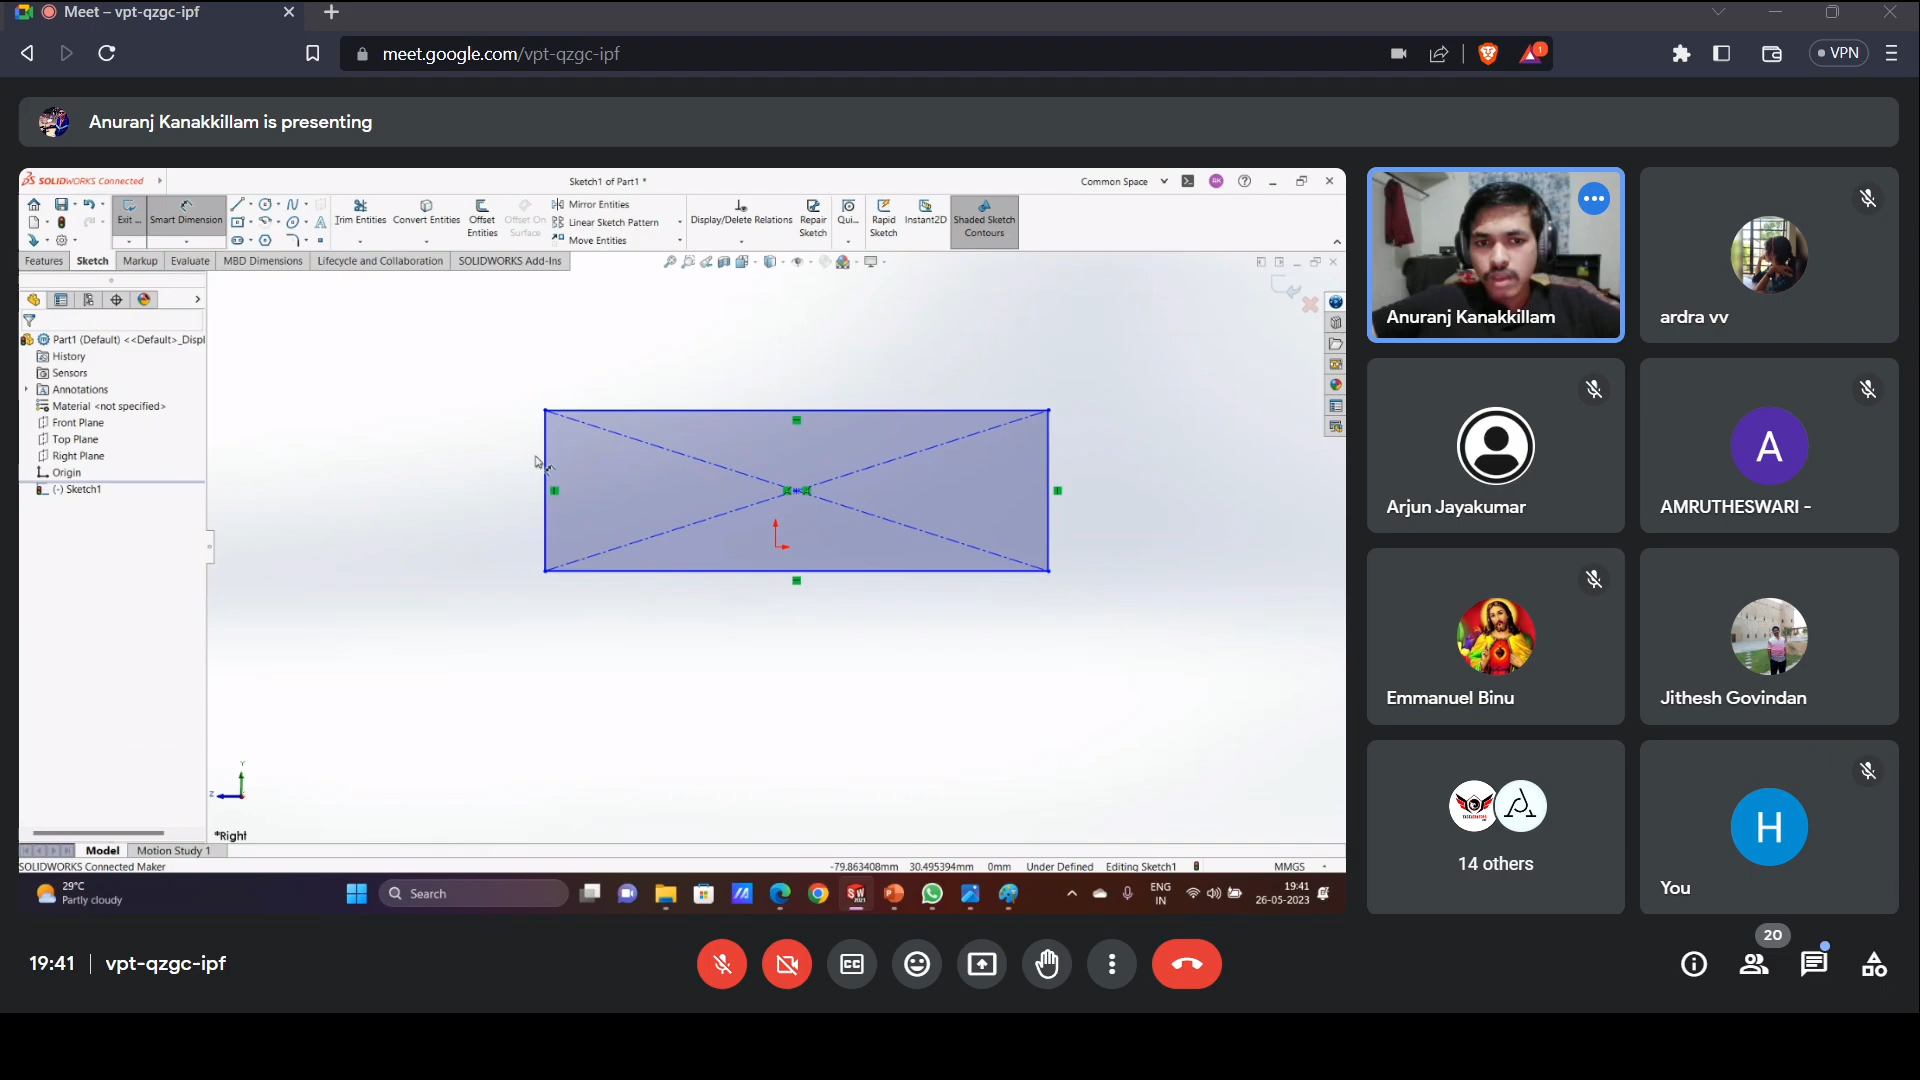 Meet – vpt-qzgc-ipf
meet.google.com/vpt-qzgc-ipf
1
VPN
Anuranj Kanakkillam is presenting
SOLIDWORKS Connected
Sketch1 of Part1 *
Common Space
AK
Exit ...
Smart Dimension
Trim Entities
Convert Entities
Offset Entities
Offset On Surface
Mirror Entities
Linear Sketch Pattern
Move Entities
Display/Delete Relations
Repair Sketch
Qui...
Rapid Sketch
Instant2D
Shaded Sketch Contours
Features
Sketch
Markup
Evaluate
MBD Dimensions
Lifecycle and Collaboration
SOLIDWORKS Add-Ins
Part1 (Default) <<Default>_Displ
History
Sensors
Annotations
Material <not specified>
Front Plane
Top Plane
Right Plane
Origin
(-) Sketch1
Y
Z
*Right
Model
Motion Study 1
SOLIDWORKS Connected Maker
-79.863408mm
30.495394mm
0mm
Under Defined
Editing Sketch1
MMGS
29°C
Partly cloudy
Search
ENG
IN
19:41
26-05-2023
Anuranj Kanakkillam
ardra vv
Arjun Jayakumar
A
AMRUTHESWARI -
Emmanuel Binu
Jithesh Govindan
14 others
H
You
19:41
vpt-qzgc-ipf
CC
20